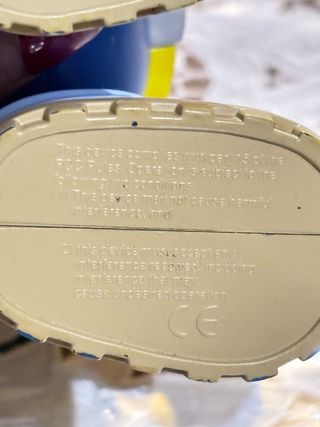 This device complies with part 15 of the
FCC Rules. Operation is subject to the
following two conditions:
(1) This device may not cause harmful
interference, and
(2) this device must accept any
interference received, including
interference that may
cause undesired operation.
CE